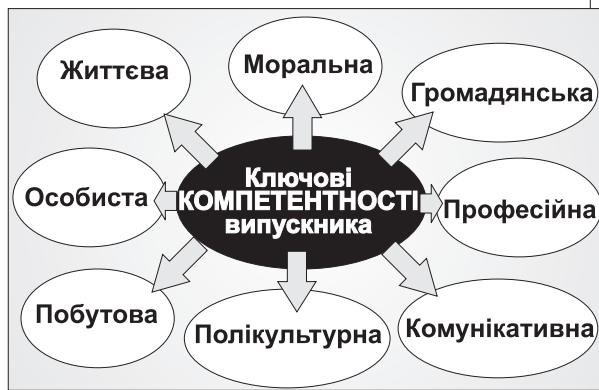 Життєва
Моральна
Громадянська
Особиста
Ключові
КОМПЕТЕНТНОСТІ
випускника
Професійна
Побутова
Полікультурна
Комунікативна